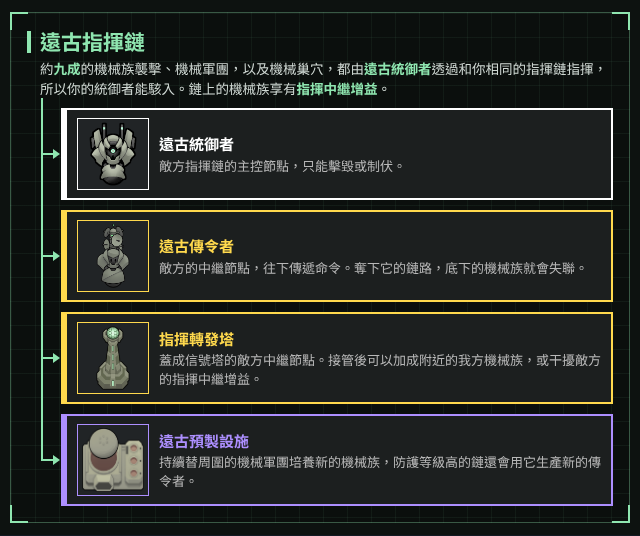 遠古指揮鏈
約九成的機械族襲擊、機械軍團，以及機械巢穴，都由遠古統御者透過和你相同的指揮鏈指揮，
所以你的統御者能駭入。鏈上的機械族享有指揮中繼增益。
遠古統御者
敵方指揮鏈的主控節點，只能擊毀或制伏。
遠古傳令者
敵方的中繼節點，往下傳遞命令。奪下它的鏈路，底下的機械族就會失聯。
指揮轉發塔
蓋成信號塔的敵方中繼節點。接管後可以加成附近的我方機械族，或干擾敵方
的指揮中繼增益。
遠古預製設施
持續替周圍的機械軍團培養新的機械族，防護等級高的鏈還會用它生產新的傳
令者。